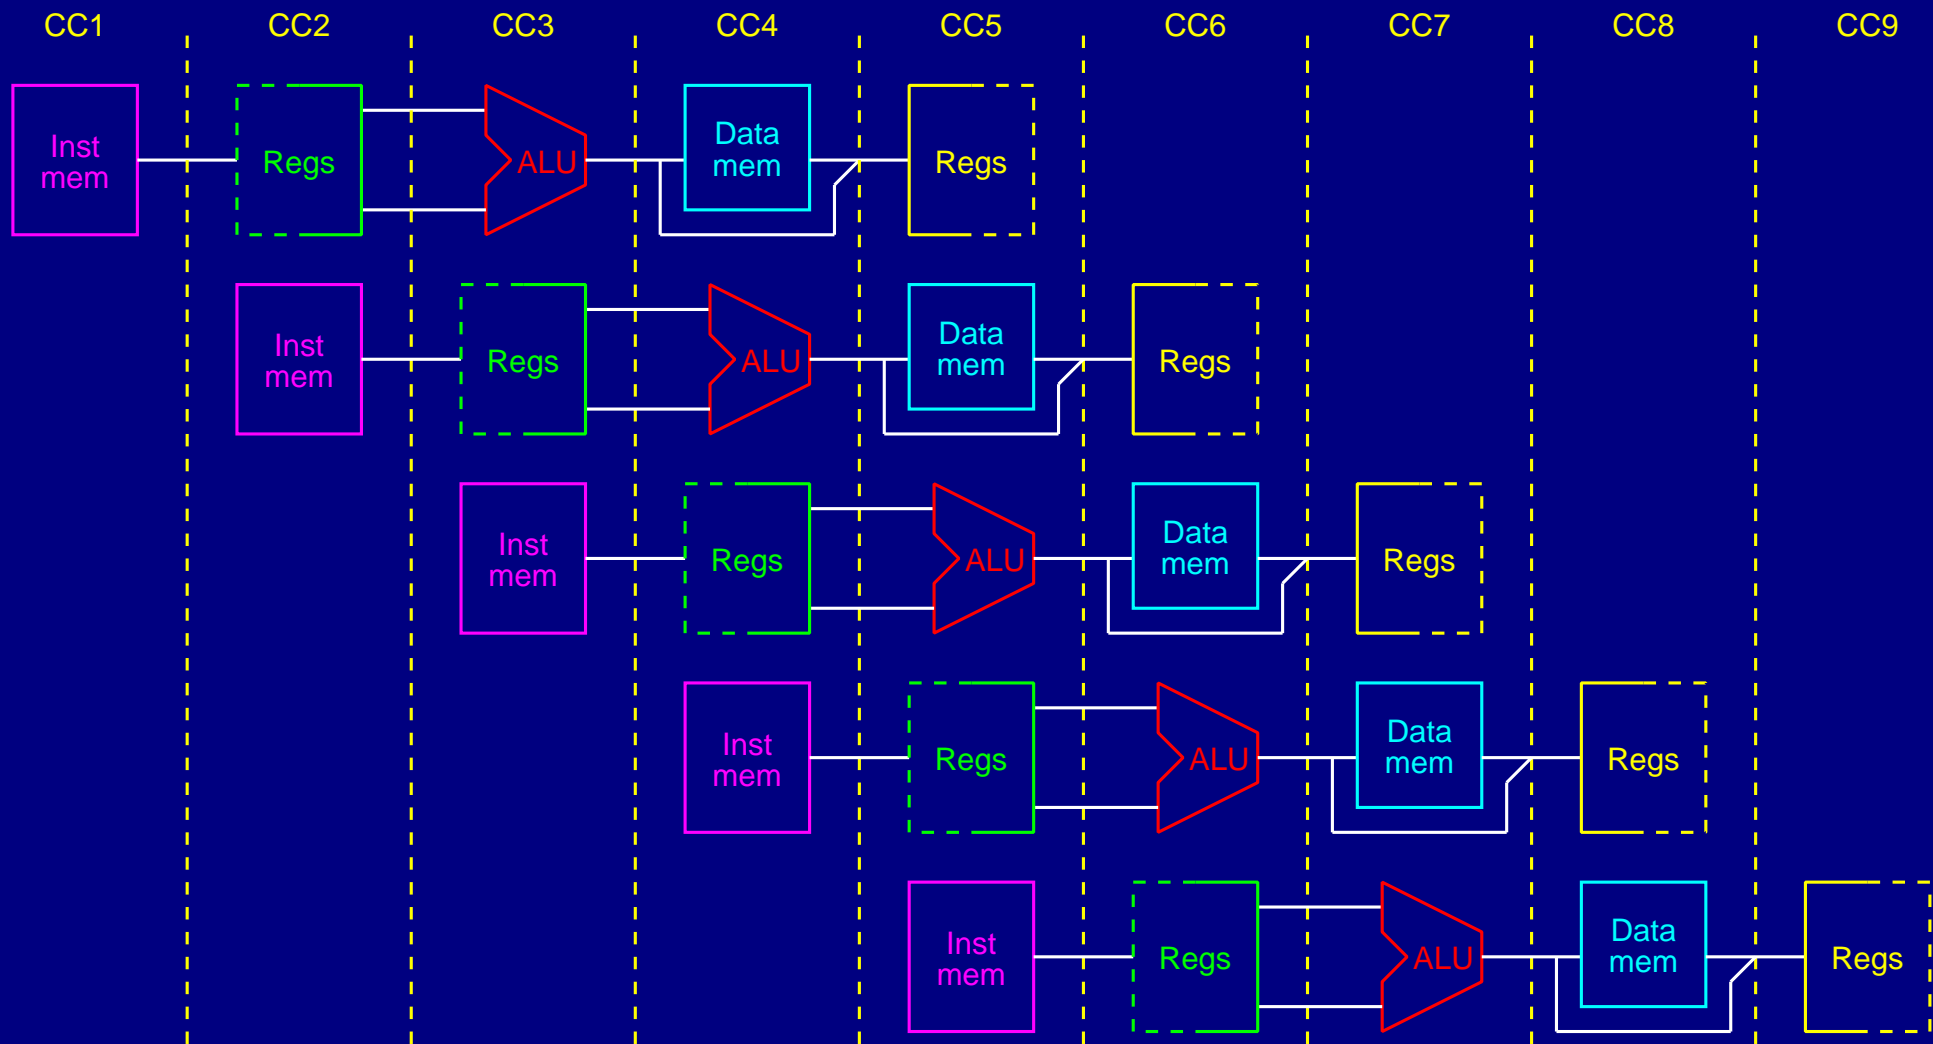 CC1 CC2 CC3 CC4 CC5 CC6 CC7 CC8 CC9
Inst
mem
Regs
ALU
Data
mem
Regs
Inst
mem
Regs
ALU
Data
mem
Regs
Inst
mem
Regs
ALU
Data
mem
Regs
Inst
mem
Regs
ALU
Data
mem
Regs
Inst
mem
Regs
ALU
Data
mem
Regs